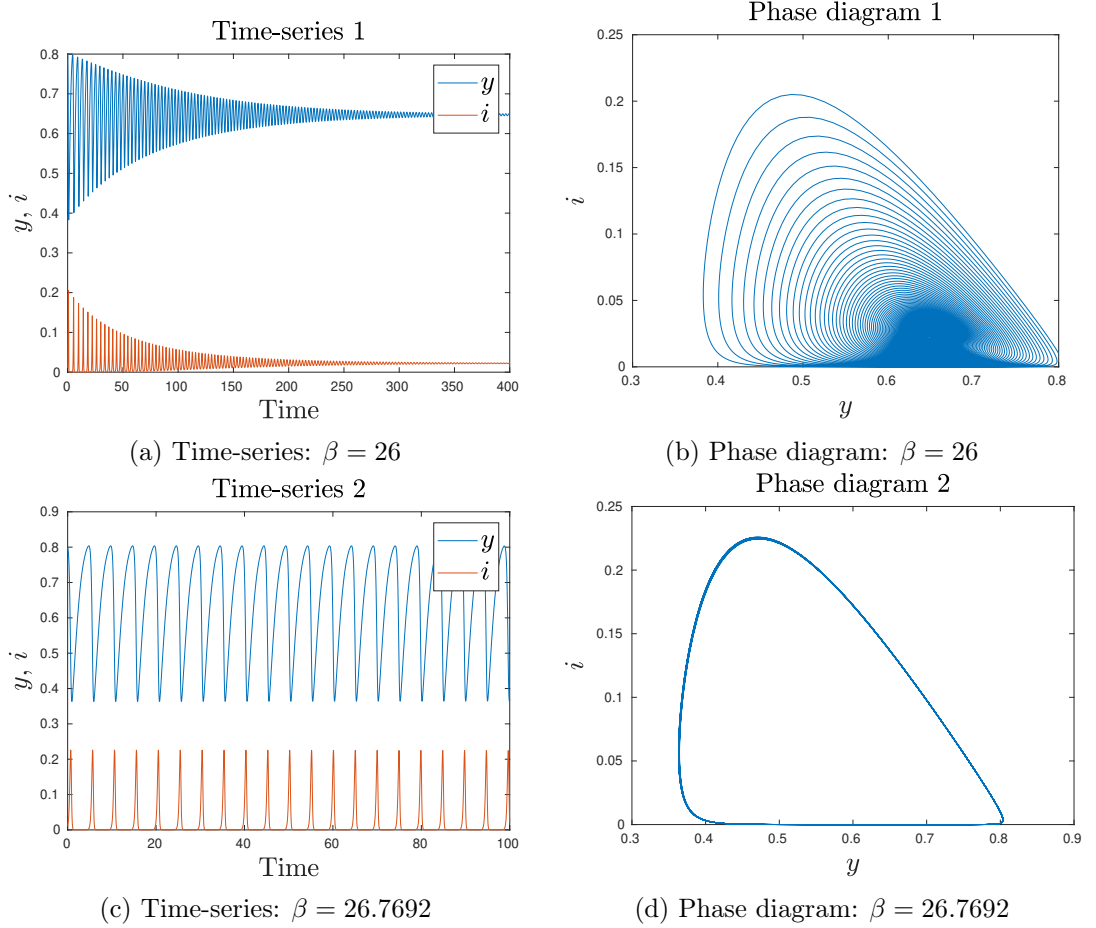 Time-series 1
0.8
0.7
0.6
0.5
0.4
0.3
0.2
0.1
0
y, i
y
i
0 50 100 150 200 250 300 350 400
Time
(a) Time-series: β = 26
Phase diagram 1
0.25
0.2
0.15
0.1
0.05
0
i
0.3 0.4 0.5 0.6 0.7 0.8
y
(b) Phase diagram: β = 26
Time-series 2
0.9
0.8
0.7
0.6
0.5
0.4
0.3
0.2
0.1
0
y, i
y
i
0 20 40 60 80 100
Time
(c) Time-series: β = 26.7692
Phase diagram 2
0.25
0.2
0.15
0.1
0.05
0
i
0.3 0.4 0.5 0.6 0.7 0.8 0.9
y
(d) Phase diagram: β = 26.7692